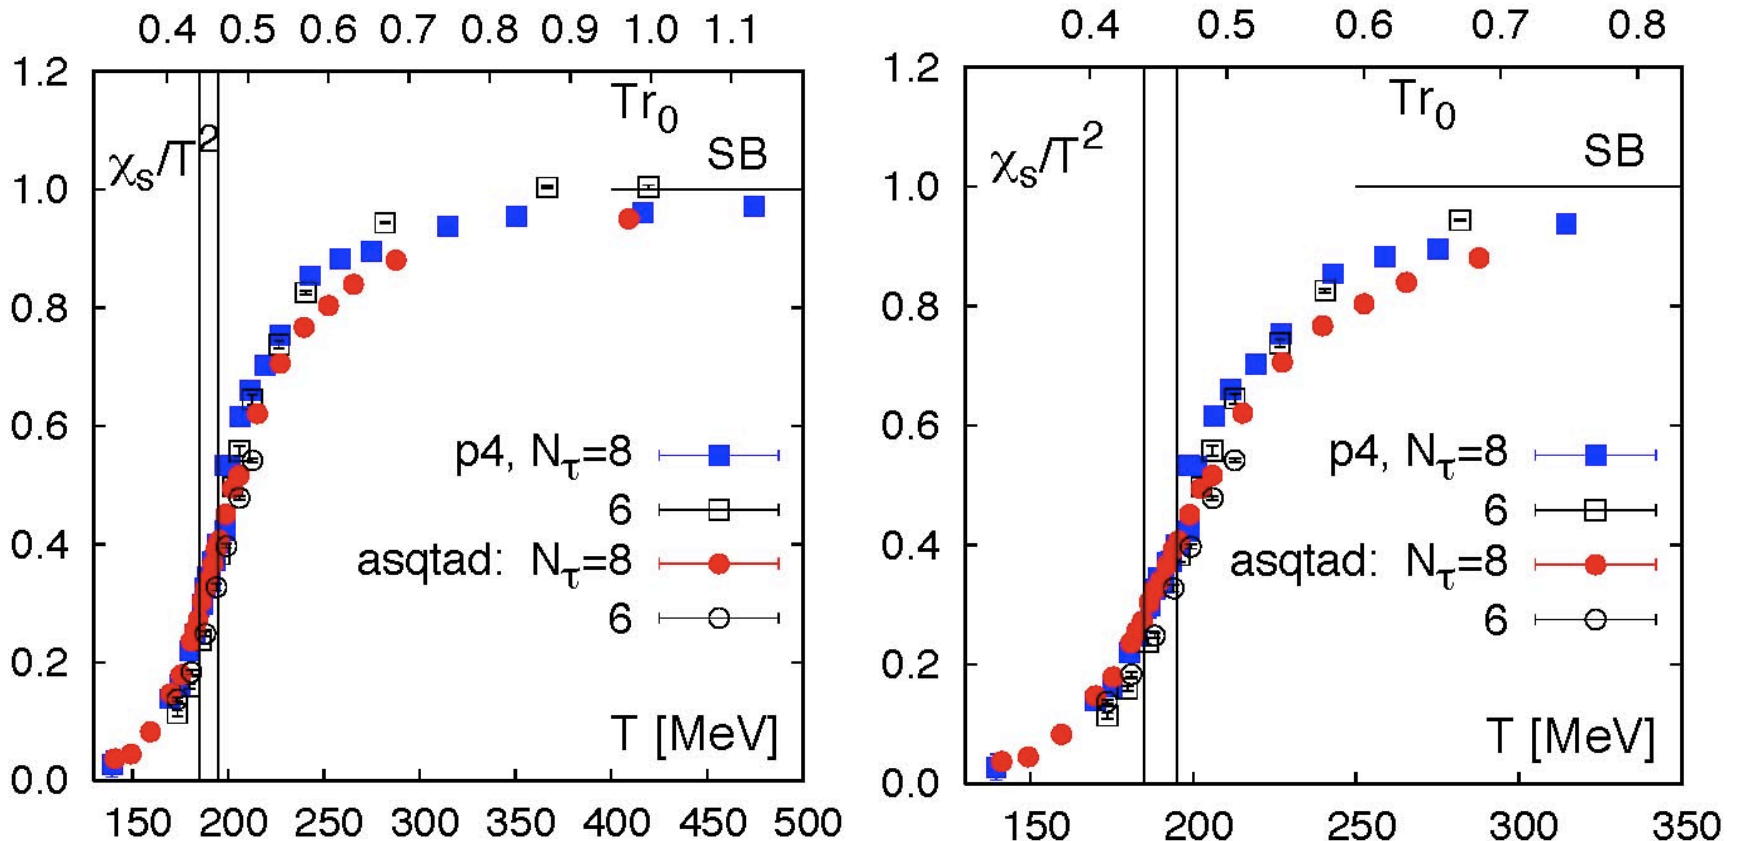 0.4 0.5 0.6 0.7 0.8 0.9 1.0 1.1
1.2
1.0
0.8
0.6
0.4
0.2
0.0
χs/T²
Tr₀
SB
p4, Nτ=8
6
asqtad: Nτ=8
6
T [MeV]
150 200 250 300 350 400 450 500
0.4 0.5 0.6 0.7 0.8
1.2
1.0
0.8
0.6
0.4
0.2
0.0
χs/T²
Tr₀
SB
p4, Nτ=8
6
asqtad: Nτ=8
6
T [MeV]
150 200 250 300 350